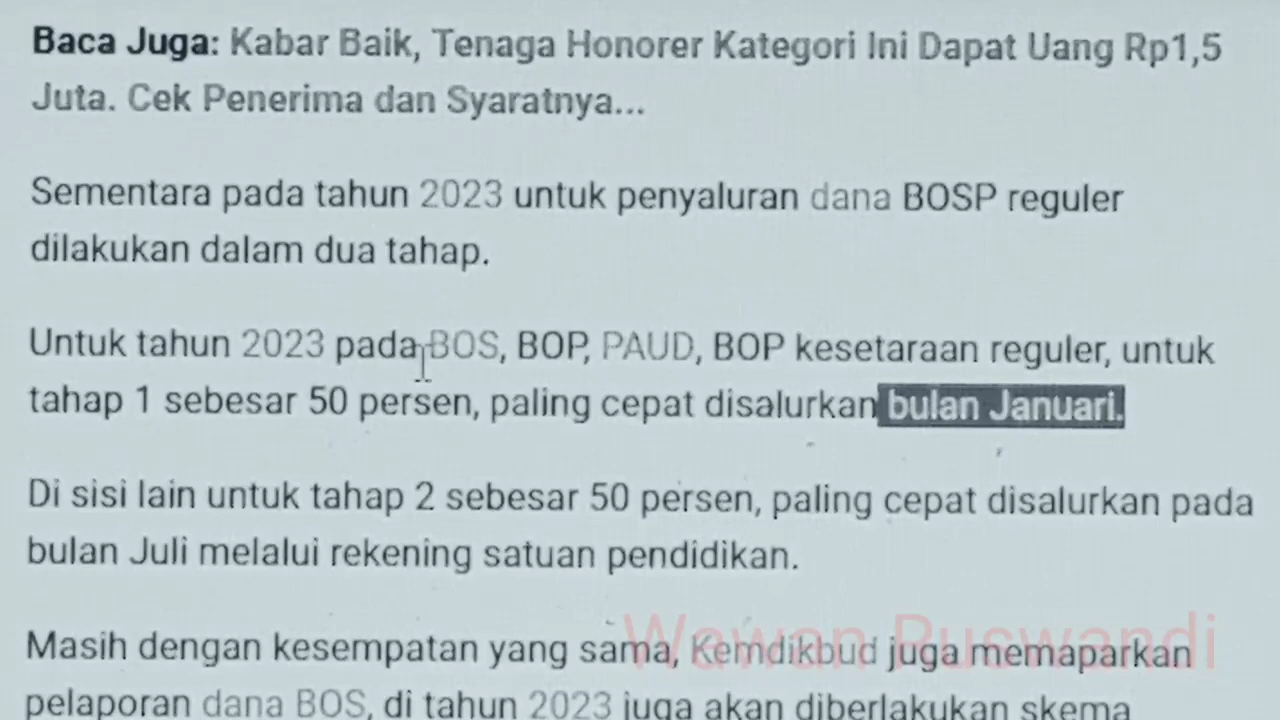 Baca Juga: Kabar Baik, Tenaga Honorer Kategori Ini Dapat Uang Rp1,5
Juta. Cek Penerima dan Syaratnya...
Sementara pada tahun 2023 untuk penyaluran dana BOSP reguler
dilakukan dalam dua tahap.
Untuk tahun 2023 pada BOS, BOP, PAUD, BOP kesetaraan reguler, untuk
tahap 1 sebesar 50 persen, paling cepat disalurkan bulan Januari.
Di sisi lain untuk tahap 2 sebesar 50 persen, paling cepat disalurkan pada
bulan Juli melalui rekening satuan pendidikan.
Wawan Ruswandi
Masih dengan kesempatan yang sama, Kemdikbud juga memaparkan
pelaporan dana BOS, di tahun 2023 juga akan diberlakukan skema